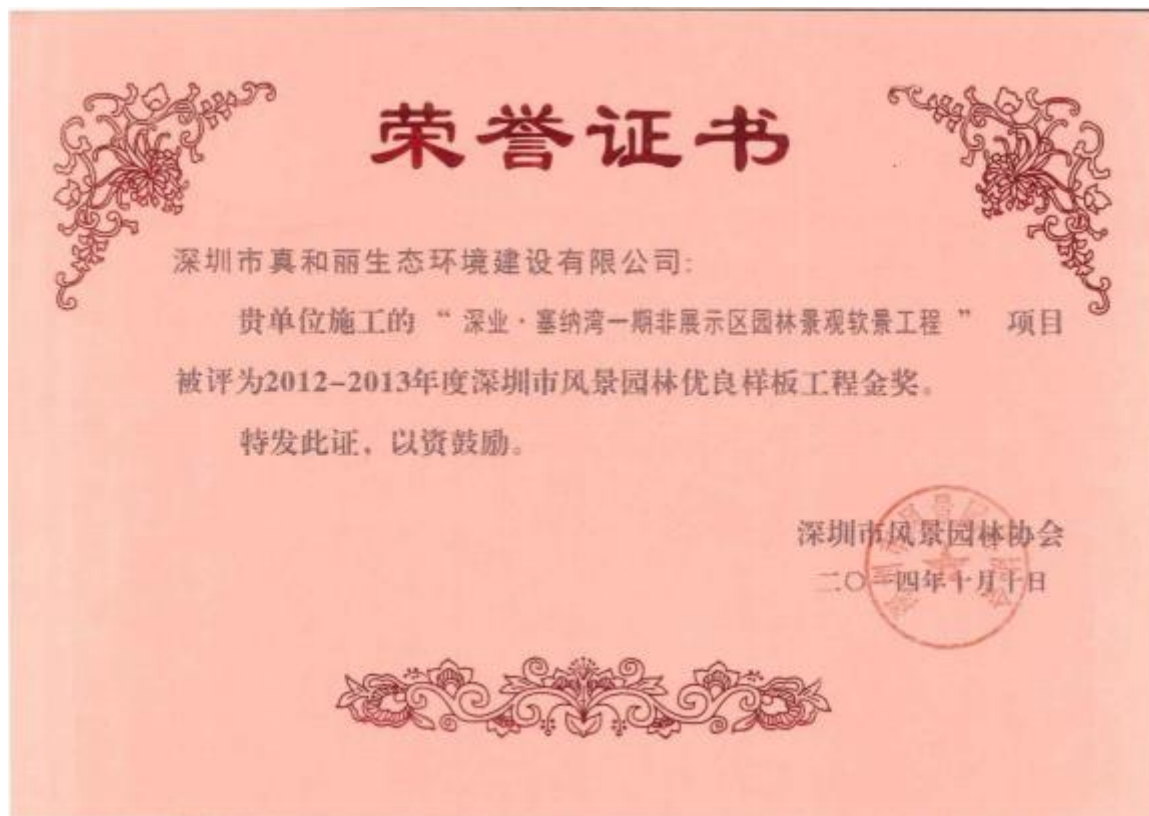 荣誉证书
深圳市真和丽生态环境建设有限公司:
贵单位施工的 “ 深业·塞纳湾一期非展示区园林景观软景工程 ” 项目
被评为2012-2013年度深圳市风景园林优良样板工程金奖。
特发此证，以资鼓励。
深圳市风景园林协会
二〇一四年十月十日